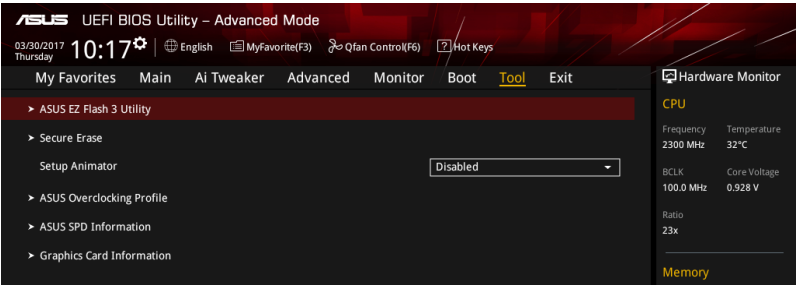 ASUS UEFI BIOS Utility – Advanced Mode
03/30/2017 Thursday 10:17 English MyFavorite(F3) Qfan Control(F6) ? Hot Keys
My Favorites Main Ai Tweaker Advanced Monitor Boot Tool Exit
Hardware Monitor
> ASUS EZ Flash 3 Utility
> Secure Erase
Setup Animator Disabled
> ASUS Overclocking Profile
> ASUS SPD Information
> Graphics Card Information
CPU
Frequency Temperature
2300 MHz 32°C
BCLK Core Voltage
100.0 MHz 0.928 V
Ratio
23x
Memory